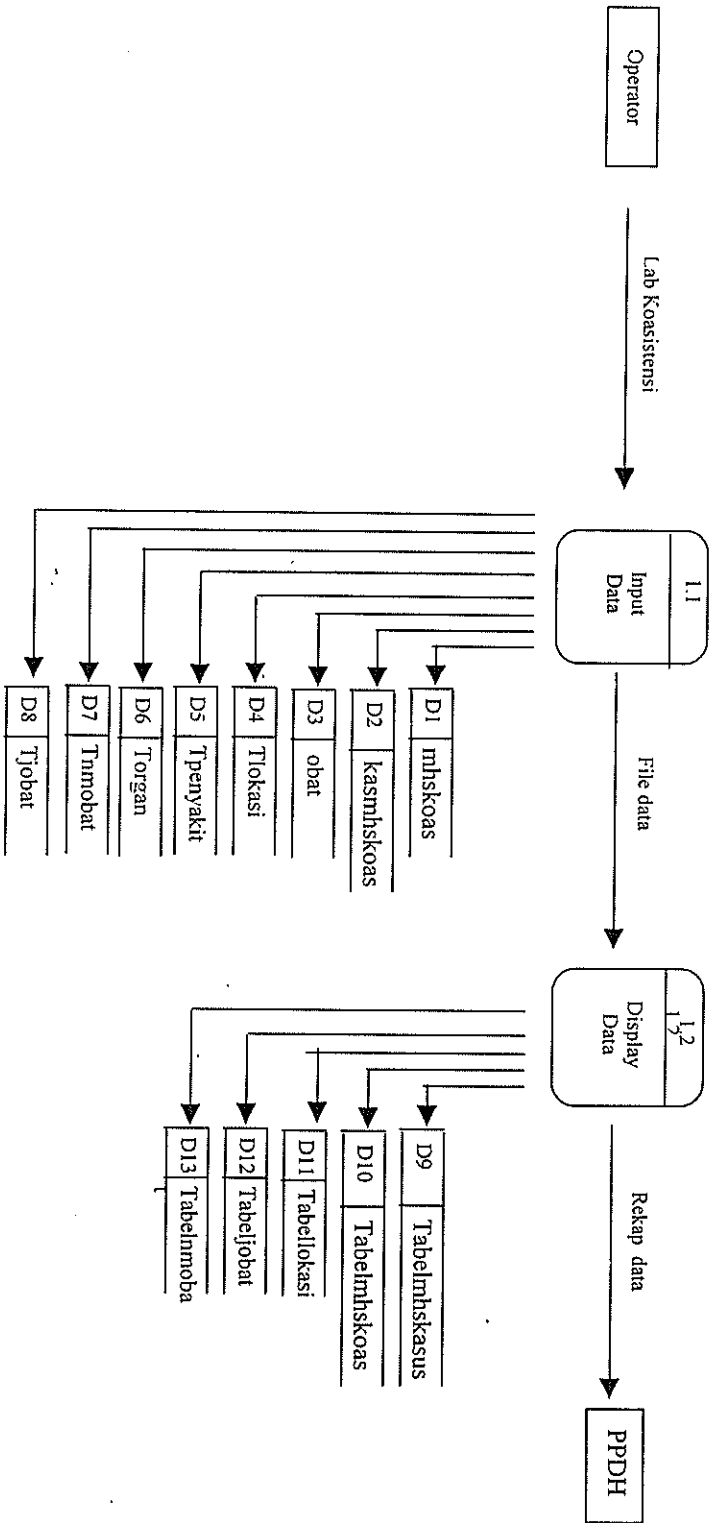 Operator
Lab Koasistensi
1.1
Input
Data
File data
1.2
Display
Data
Rekap data
PPDH
D1 mhskoas
D2 kasmhskoas
D3 obat
D4 Tlokasi
D5 Tpenyakit
D6 Torgan
D7 Tnmobat
D8 Tjobat
D9 Tabelmhskasus
D10 Tabelmhskoas
D11 Tabellokasi
D12 Tabeljobat
D13 Tabelnmoba